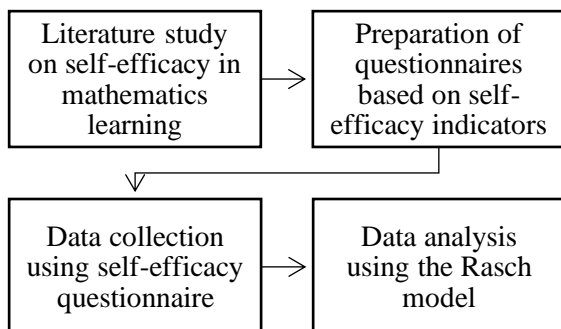 Literature study
on self-efficacy in
mathematics
learning
Preparation of
questionnaires
based on self-
efficacy indicators
Data collection
using self-efficacy
questionnaire
Data analysis
using the Rasch
model